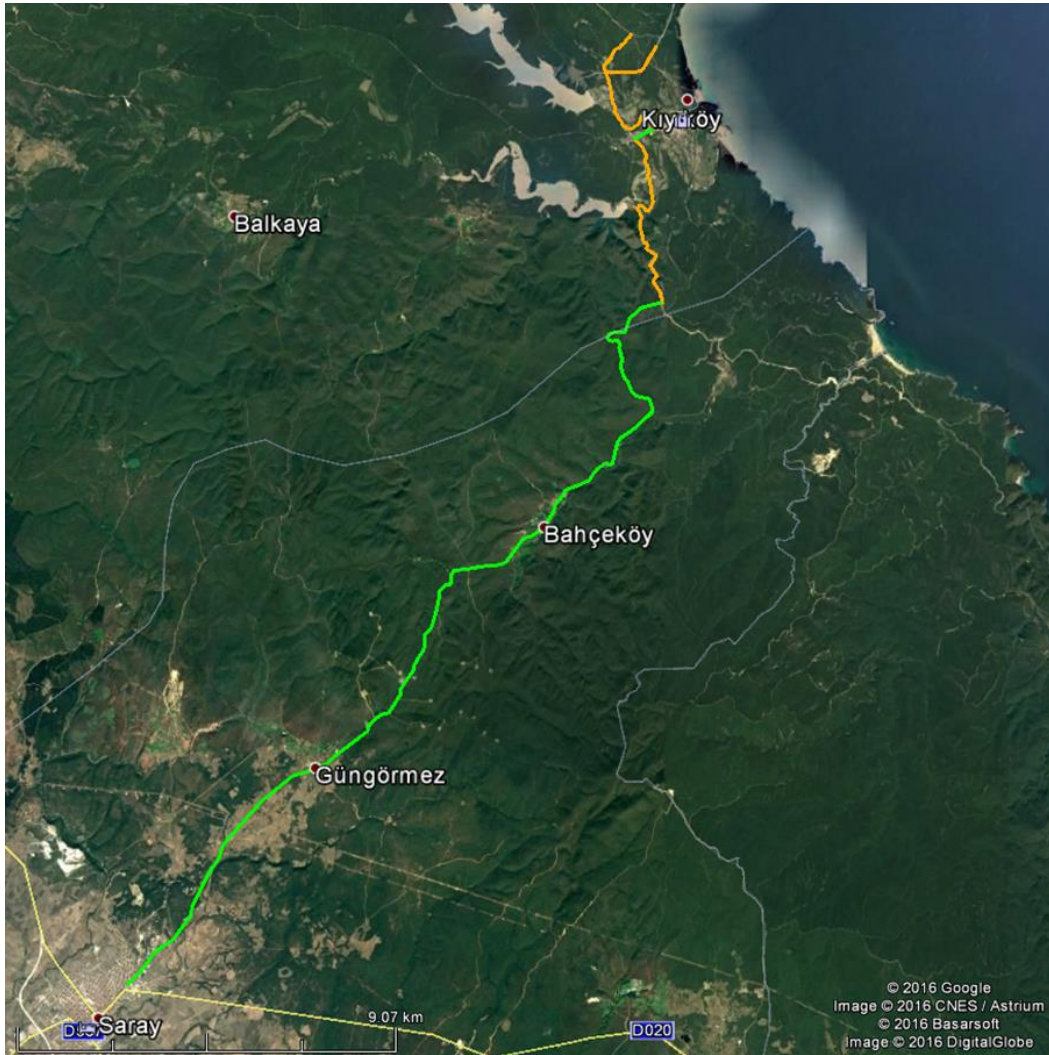 Kıyıköy
Balkaya
Bahçeköy
Güngörmez
Saray
9.07 km
D020
© 2016 Google
Image © 2016 CNES / Astrium
© 2016 Basarsoft
Image © 2016 DigitalGlobe